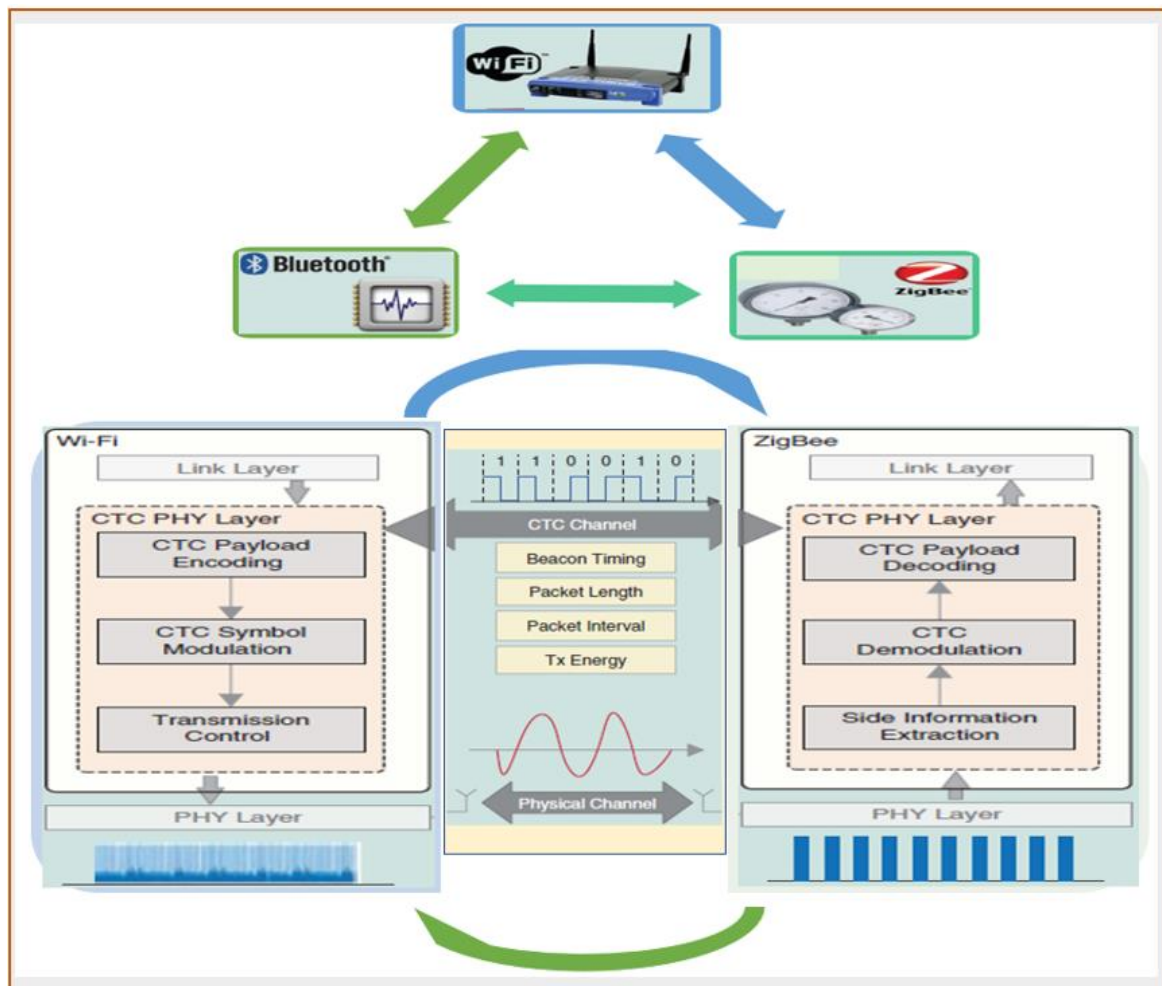 WiFi™
Bluetooth®
ZigBee®
Wi-Fi
Link Layer
CTC PHY Layer
CTC Payload
Encoding
CTC Symbol
Modulation
Transmission
Control
PHY Layer
1 1 0 0 1 0
CTC Channel
Beacon Timing
Packet Length
Packet Interval
Tx Energy
Physical Channel
ZigBee
Link Layer
CTC PHY Layer
CTC Payload
Decoding
CTC
Demodulation
Side Information
Extraction
PHY Layer